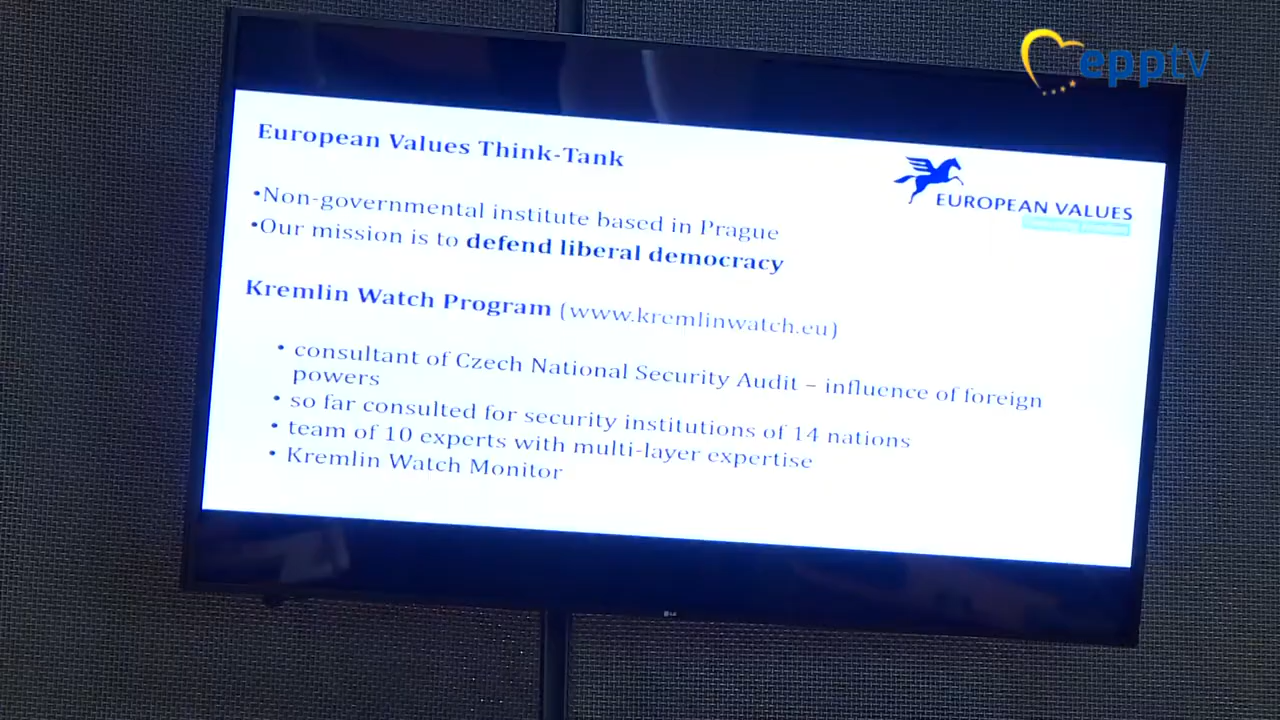 epptv
European Values Think-Tank
EUROPEAN VALUES
•Non-governmental institute based in Prague
•Our mission is to defend liberal democracy
Kremlin Watch Program (www.kremlinwatch.eu)
• consultant of Czech National Security Audit – influence of foreign
powers
• so far consulted for security institutions of 14 nations
• team of 10 experts with multi-layer expertise
• Kremlin Watch Monitor
LG